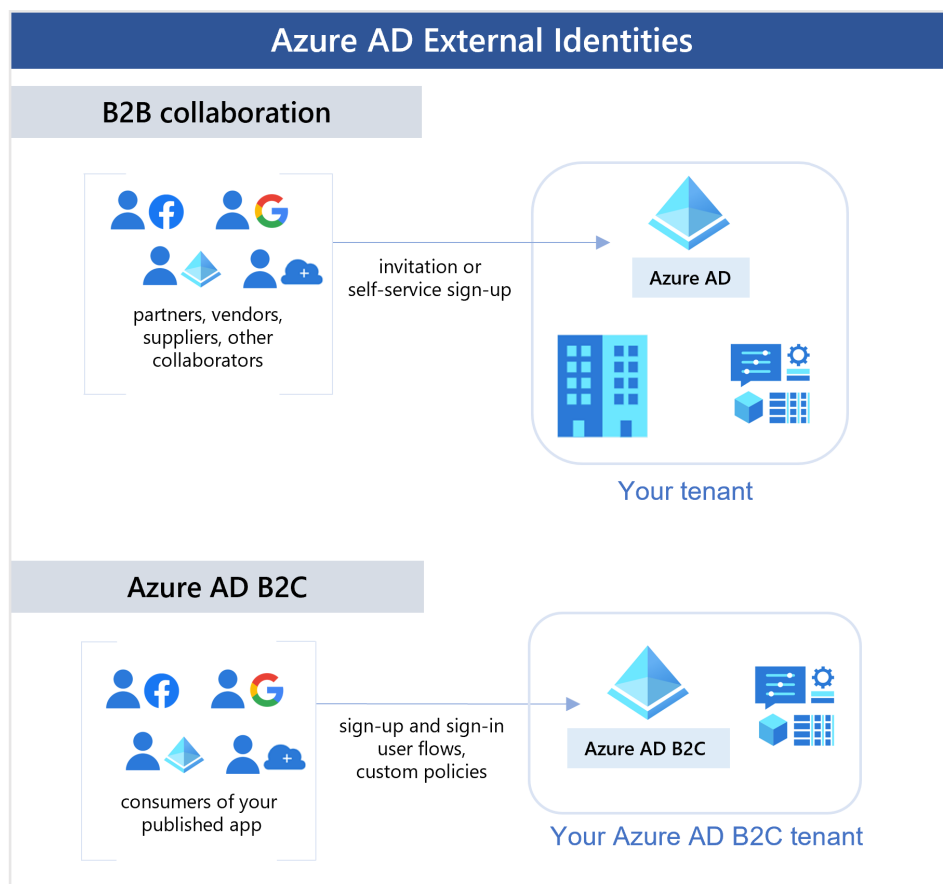 Azure AD External Identities
B2B collaboration
partners, vendors,
suppliers, other
collaborators
invitation or
self-service sign-up
Azure AD
Your tenant
Azure AD B2C
consumers of your
published app
sign-up and sign-in
user flows,
custom policies
Azure AD B2C
Your Azure AD B2C tenant